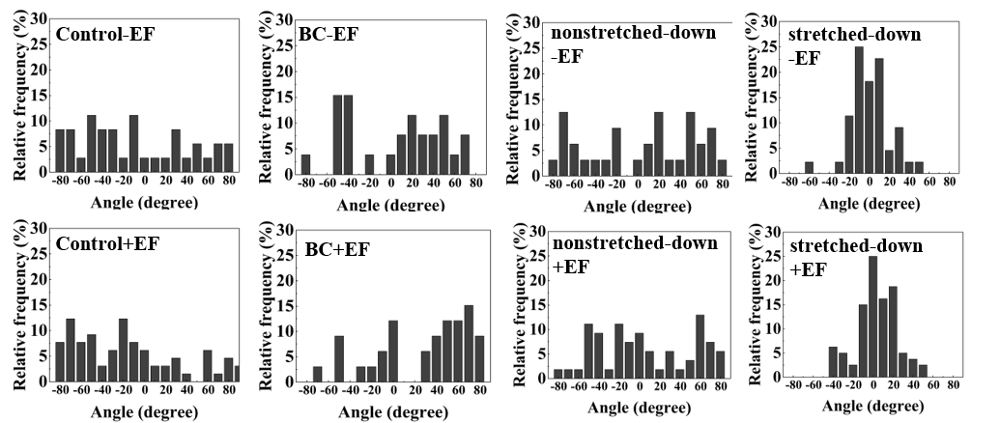 Relative frequency (%)
30
25
20
15
10
5
0
Control-EF
-80 -60 -40 -20 0 20 40 60 80
Angle (degree)
Relative frequency (%)
30
25
20
15
10
5
0
BC-EF
-80 -60 -40 -20 0 20 40 60 80
Angle (degree)
Relative frequency (%)
30
25
20
15
10
5
0
nonstretched-down
-EF
-80 -60 -40 -20 0 20 40 60 80
Angle (degree)
Relative frequency (%)
30
25
20
15
10
5
0
stretched-down
-EF
-80 -60 -40 -20 0 20 40 60 80
Angle (degree)
Relative frequency (%)
30
25
20
15
10
5
0
Control+EF
-80 -60 -40 -20 0 20 40 60 80
Angle (degree)
Relative frequency (%)
30
25
20
15
10
5
0
BC+EF
-80 -60 -40 -20 0 20 40 60 80
Angle (degree)
Relative frequency (%)
30
25
20
15
10
5
0
nonstretched-down
+EF
-80 -60 -40 -20 0 20 40 60 80
Angle (degree)
Relative frequency (%)
30
25
20
15
10
5
0
stretched-down
+EF
-80 -60 -40 -20 0 20 40 60 80
Angle (degree)